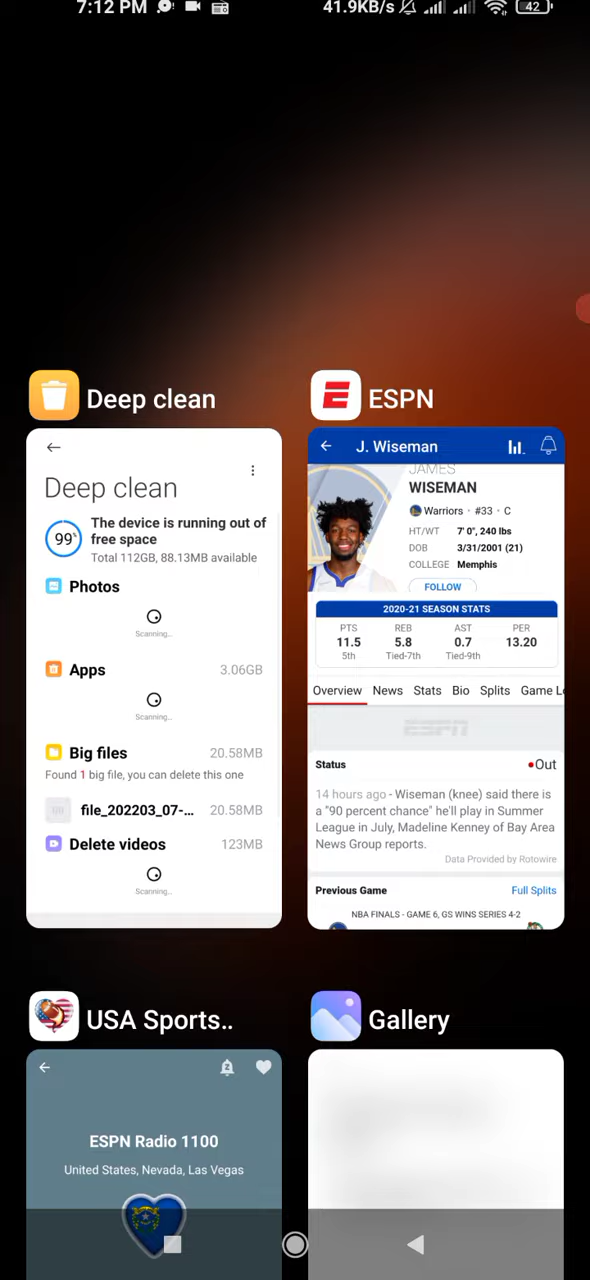 7:12 PM
41.9KB/s
42
Deep clean
Deep clean
99%
The device is running out of
free space
Total 112GB, 88.13MB available
Photos
Scanning...
Apps 3.06GB
Scanning...
Big files 20.58MB
Found 1 big file, you can delete this one
file_202203_07-... 20.58MB
Delete videos 123MB
Scanning...
ESPN
J. Wiseman
JAMES
WISEMAN
Warriors · #33 · C
HT/WT 7' 0", 240 lbs
DOB 3/31/2001 (21)
COLLEGE Memphis
FOLLOW
2020-21 SEASON STATS
PTS REB AST PER
11.5 5.8 0.7 13.20
5th Tied-7th Tied-9th
Overview News Stats Bio Splits Game Lo
ESPN
Status Out
14 hours ago - Wiseman (knee) said there is
a "90 percent chance" he'll play in Summer
League in July, Madeline Kenney of Bay Area
News Group reports.
Data Provided by Rotowire
Previous Game Full Splits
NBA FINALS - GAME 6, GS WINS SERIES 4-2
USA Sports..
ESPN Radio 1100
United States, Nevada, Las Vegas
Gallery